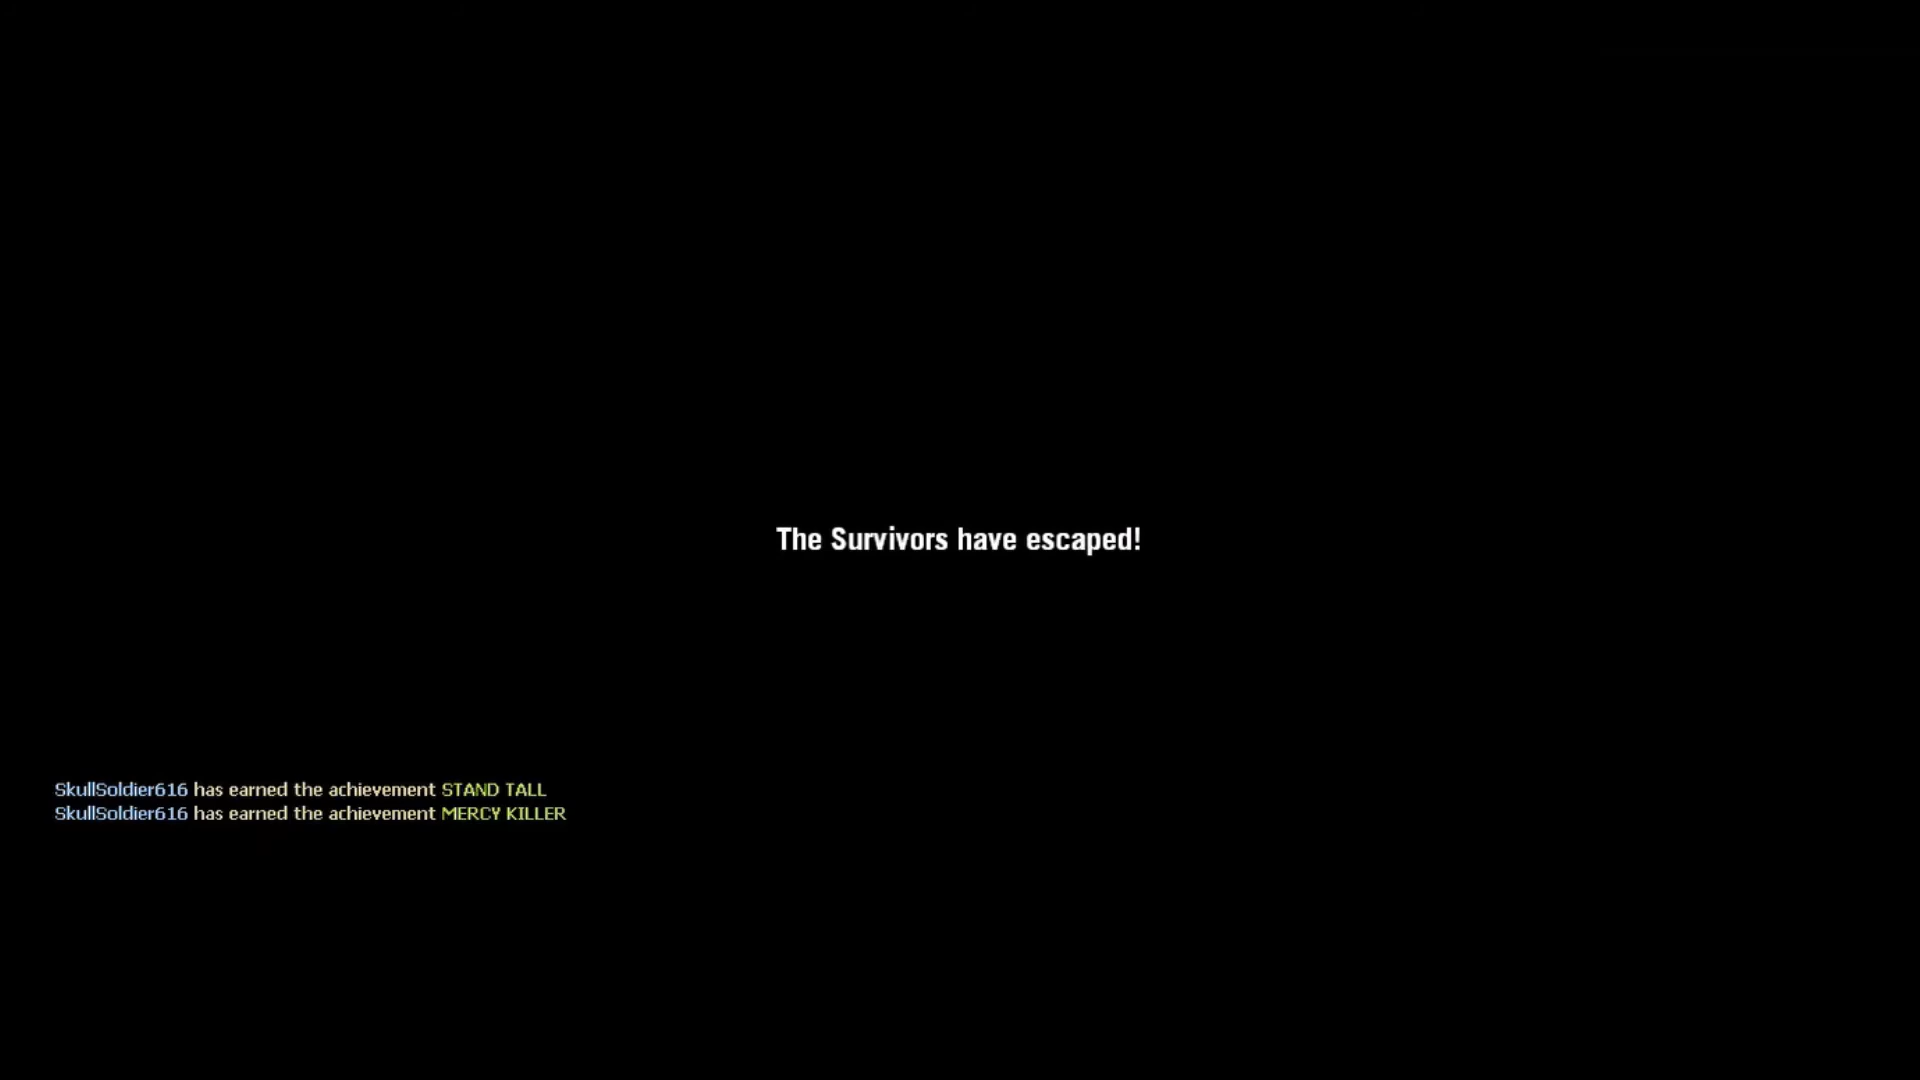 The Survivors have escaped!
SkullSoldier616 has earned the achievement STAND TALL
SkullSoldier616 has earned the achievement MERCY KILLER